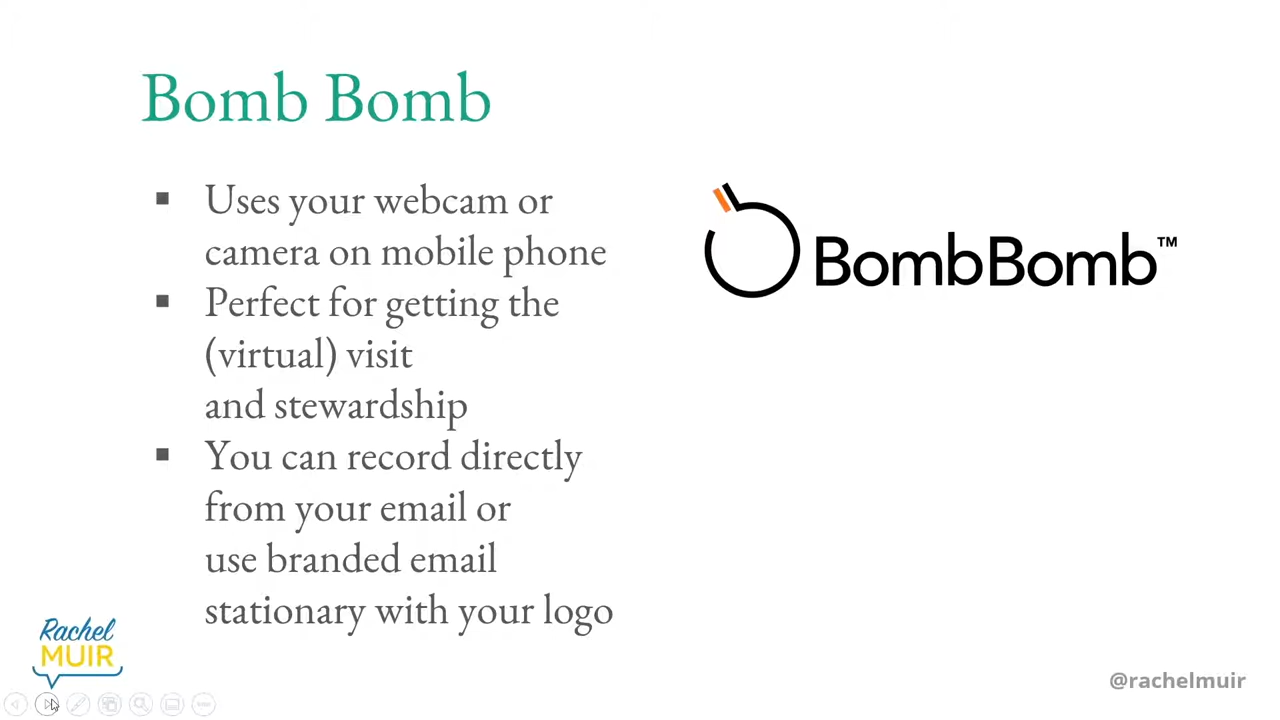 Bomb Bomb
Uses your webcam or
camera on mobile phone
Perfect for getting the
(virtual) visit
and stewardship
You can record directly
from your email or
use branded email
stationary with your logo
BombBomb™
Rachel
MUIR
@rachelmuir